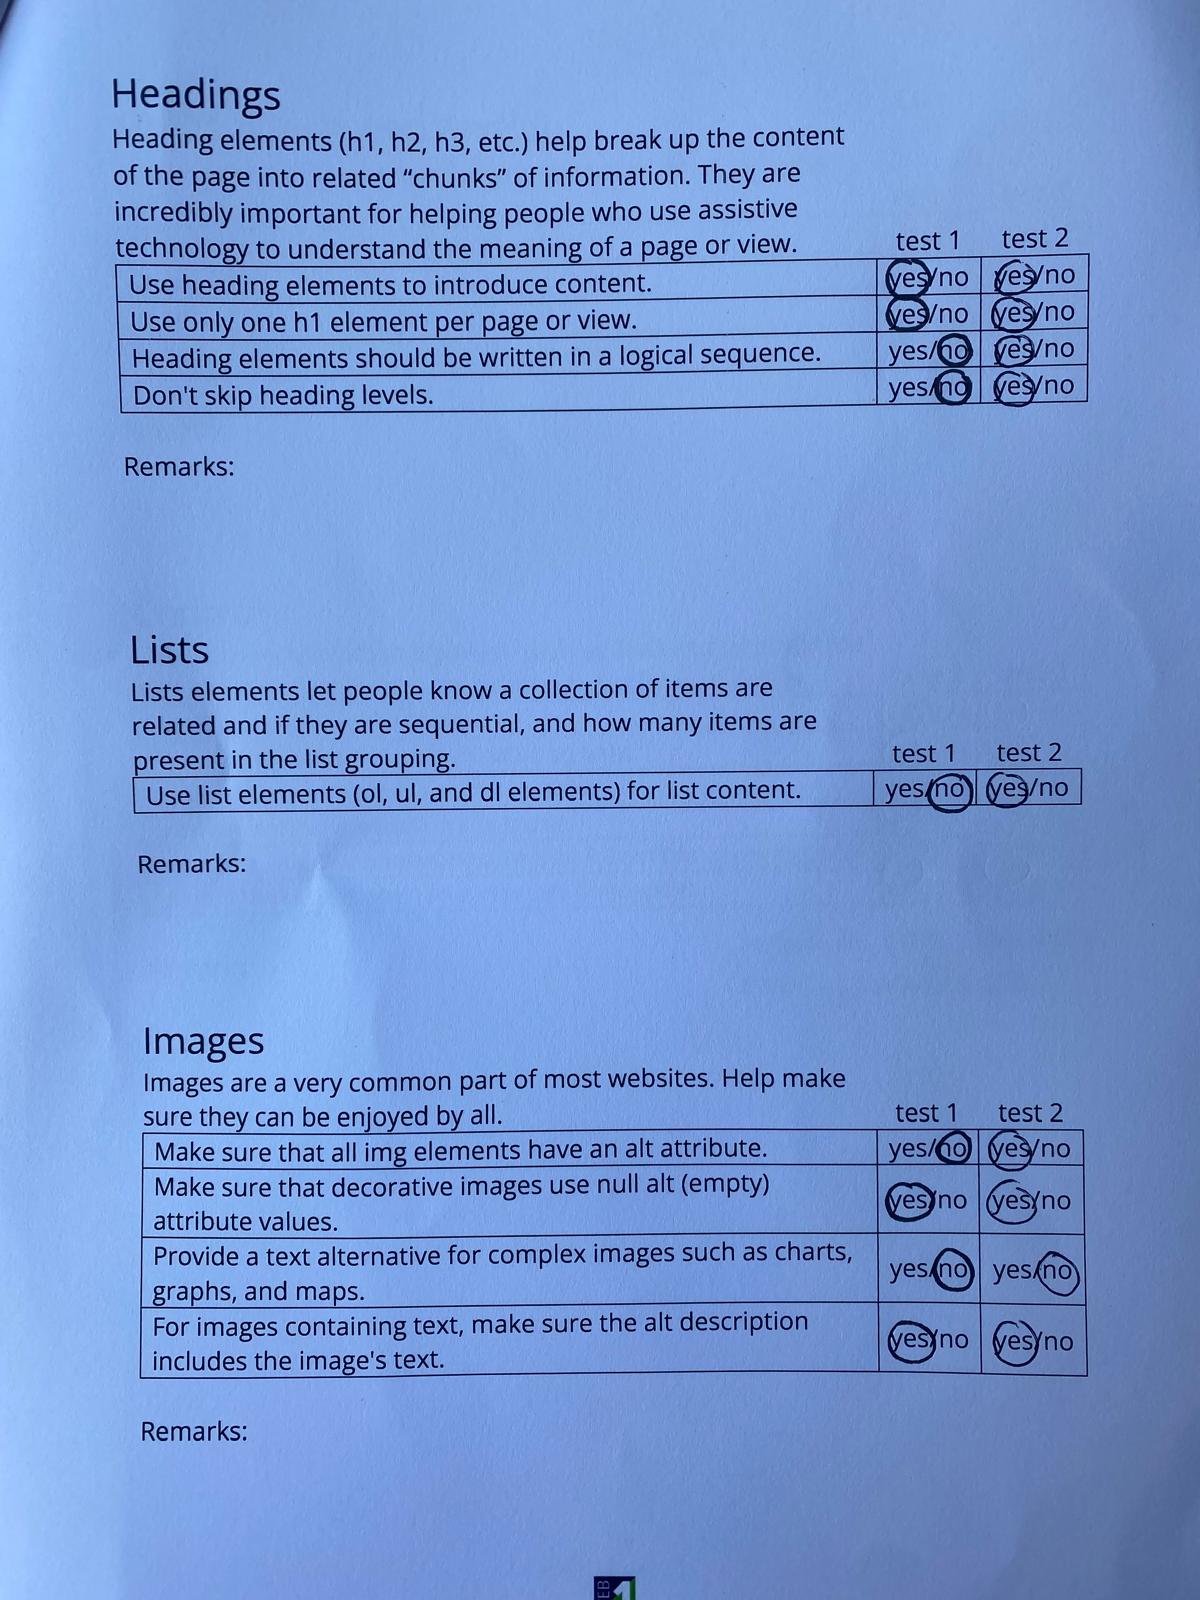 Headings
Heading elements (h1, h2, h3, etc.) help break up the content
of the page into related “chunks” of information. They are
incredibly important for helping people who use assistive
technology to understand the meaning of a page or view. test 1 test 2
Use heading elements to introduce content. yes/no yes/no
Use only one h1 element per page or view. yes/no yes/no
Heading elements should be written in a logical sequence. yes/no yes/no
Don't skip heading levels. yes/no yes/no
Remarks:
Lists
Lists elements let people know a collection of items are
related and if they are sequential, and how many items are
present in the list grouping. test 1 test 2
Use list elements (ol, ul, and dl elements) for list content. yes/no yes/no
Remarks:
Images
Images are a very common part of most websites. Help make
sure they can be enjoyed by all. test 1 test 2
Make sure that all img elements have an alt attribute. yes/no yes/no
Make sure that decorative images use null alt (empty)
attribute values. yes/no yes/no
Provide a text alternative for complex images such as charts,
graphs, and maps. yes/no yes/no
For images containing text, make sure the alt description
includes the image's text. yes/no yes/no
Remarks: